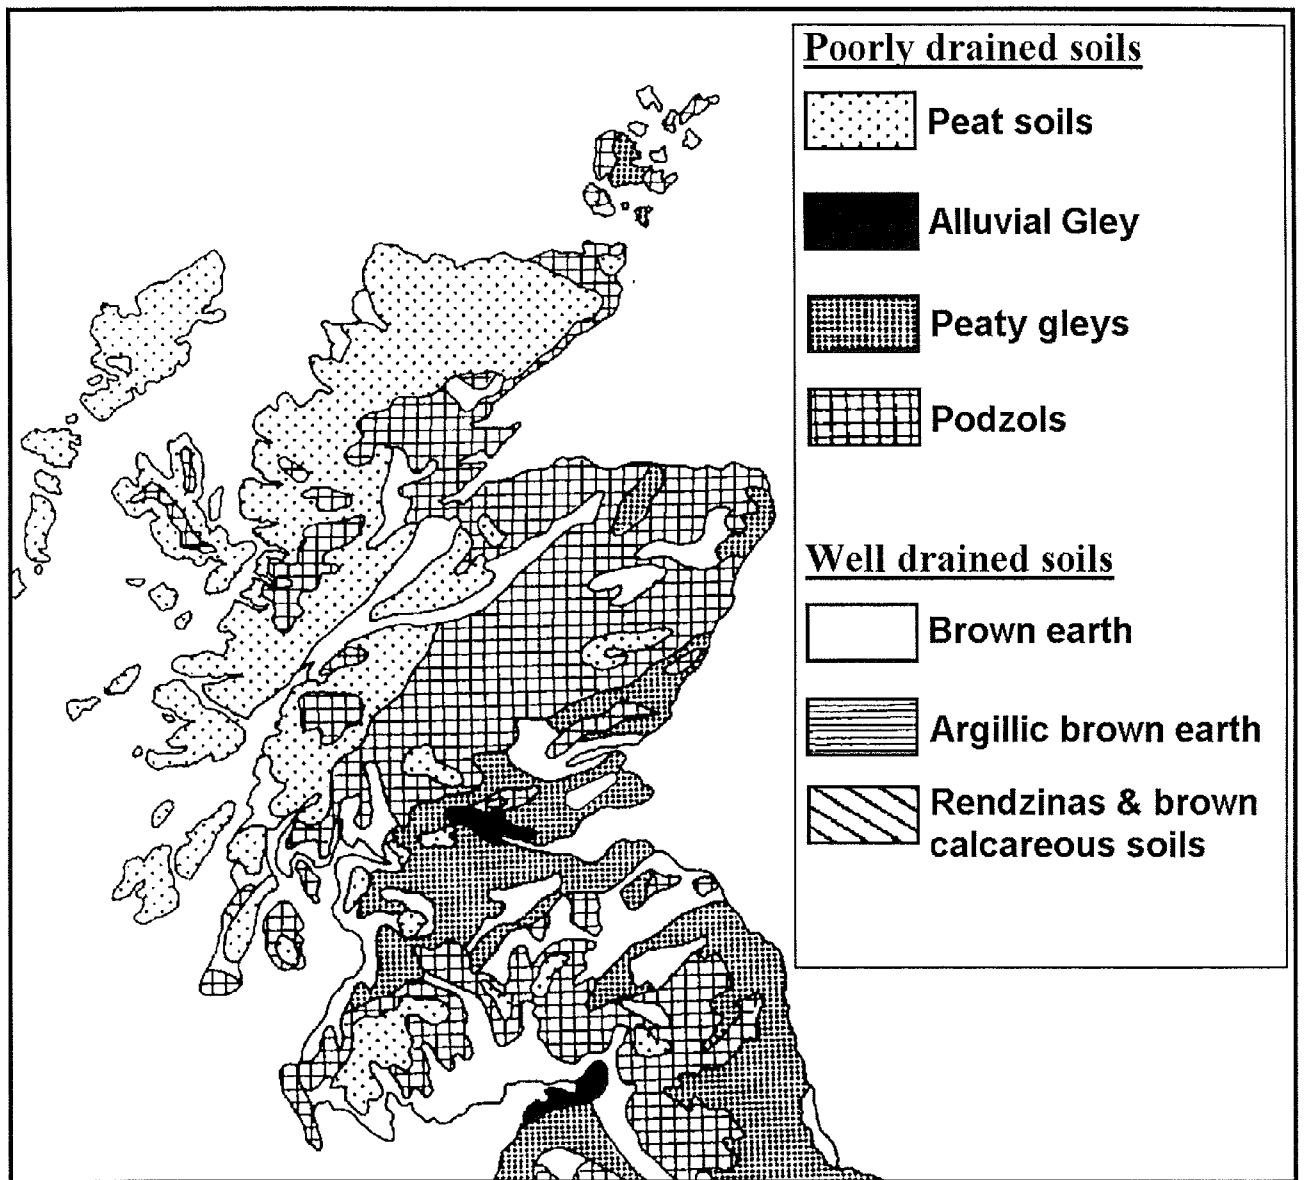 Poorly drained soils
Peat soils
Alluvial Gley
Peaty gleys
Podzols
Well drained soils
Brown earth
Argillic brown earth
Rendzinas & brown
calcareous soils